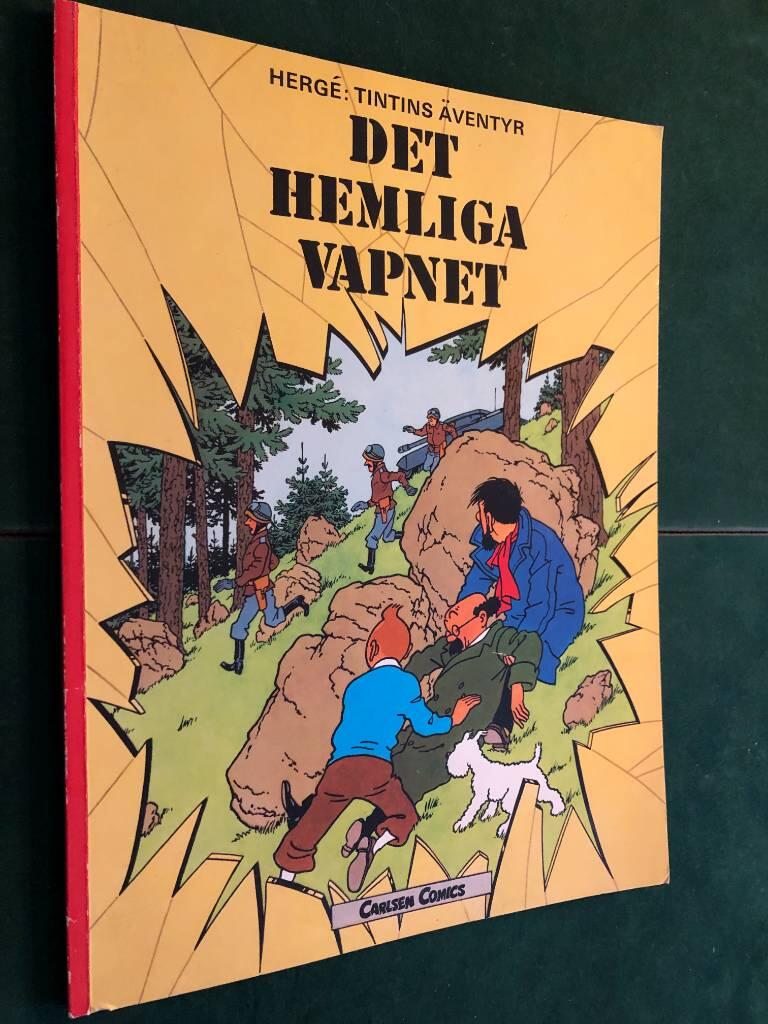 HERGÉ: TINTINS ÄVENTYR
DET
HEMLIGA
VAPNET
CARLSEN COMICS